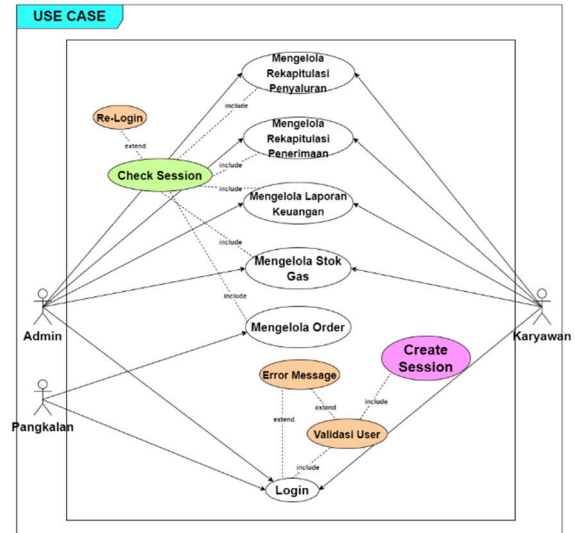 USE CASE
Mengelola
Rekapitulasi
Penyaluran
include
Re-Login
extend
Mengelola
Rekapitulasi
Penerimaan
include
Check Session
include
Mengelola Laporan
Keuangan
include
Mengelola Stok
Gas
include
Mengelola Order
Admin
Karyawan
Create
Session
Error Message
include
Pangkalan
extend
extend
Validasi User
include
Login